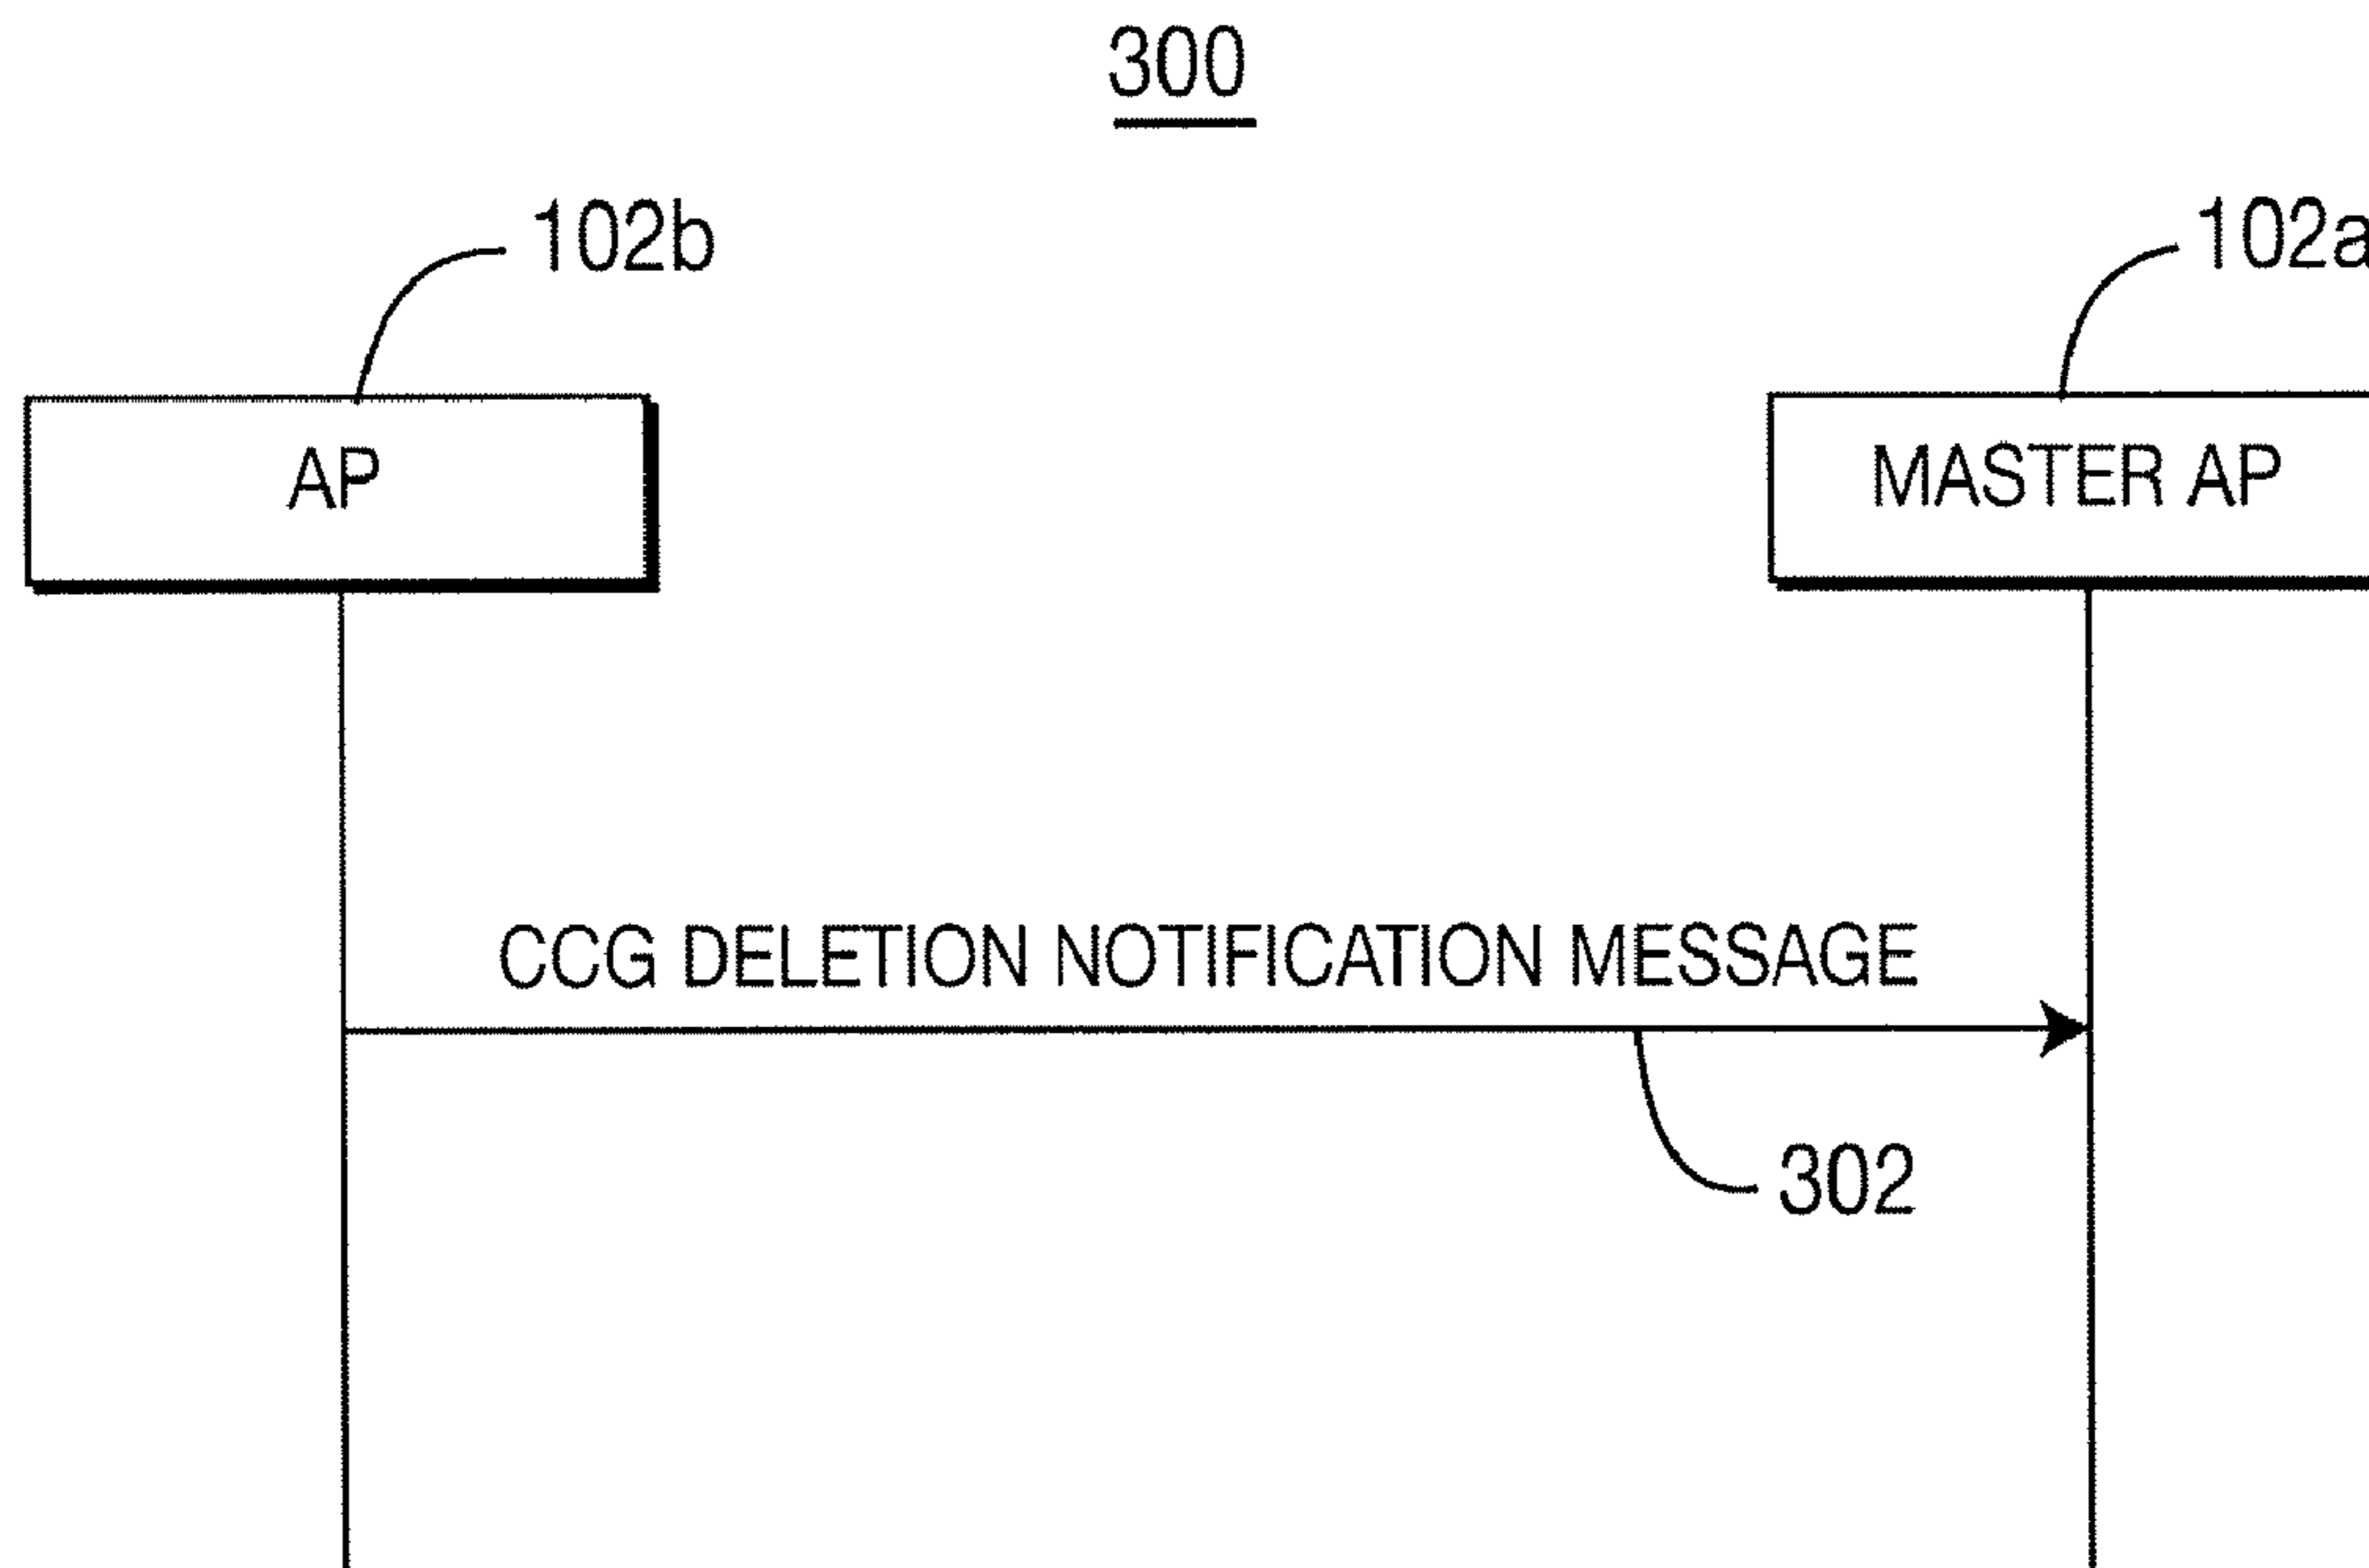 300
102b
102a
AP
MASTER AP
CCG DELETION NOTIFICATION MESSAGE
302